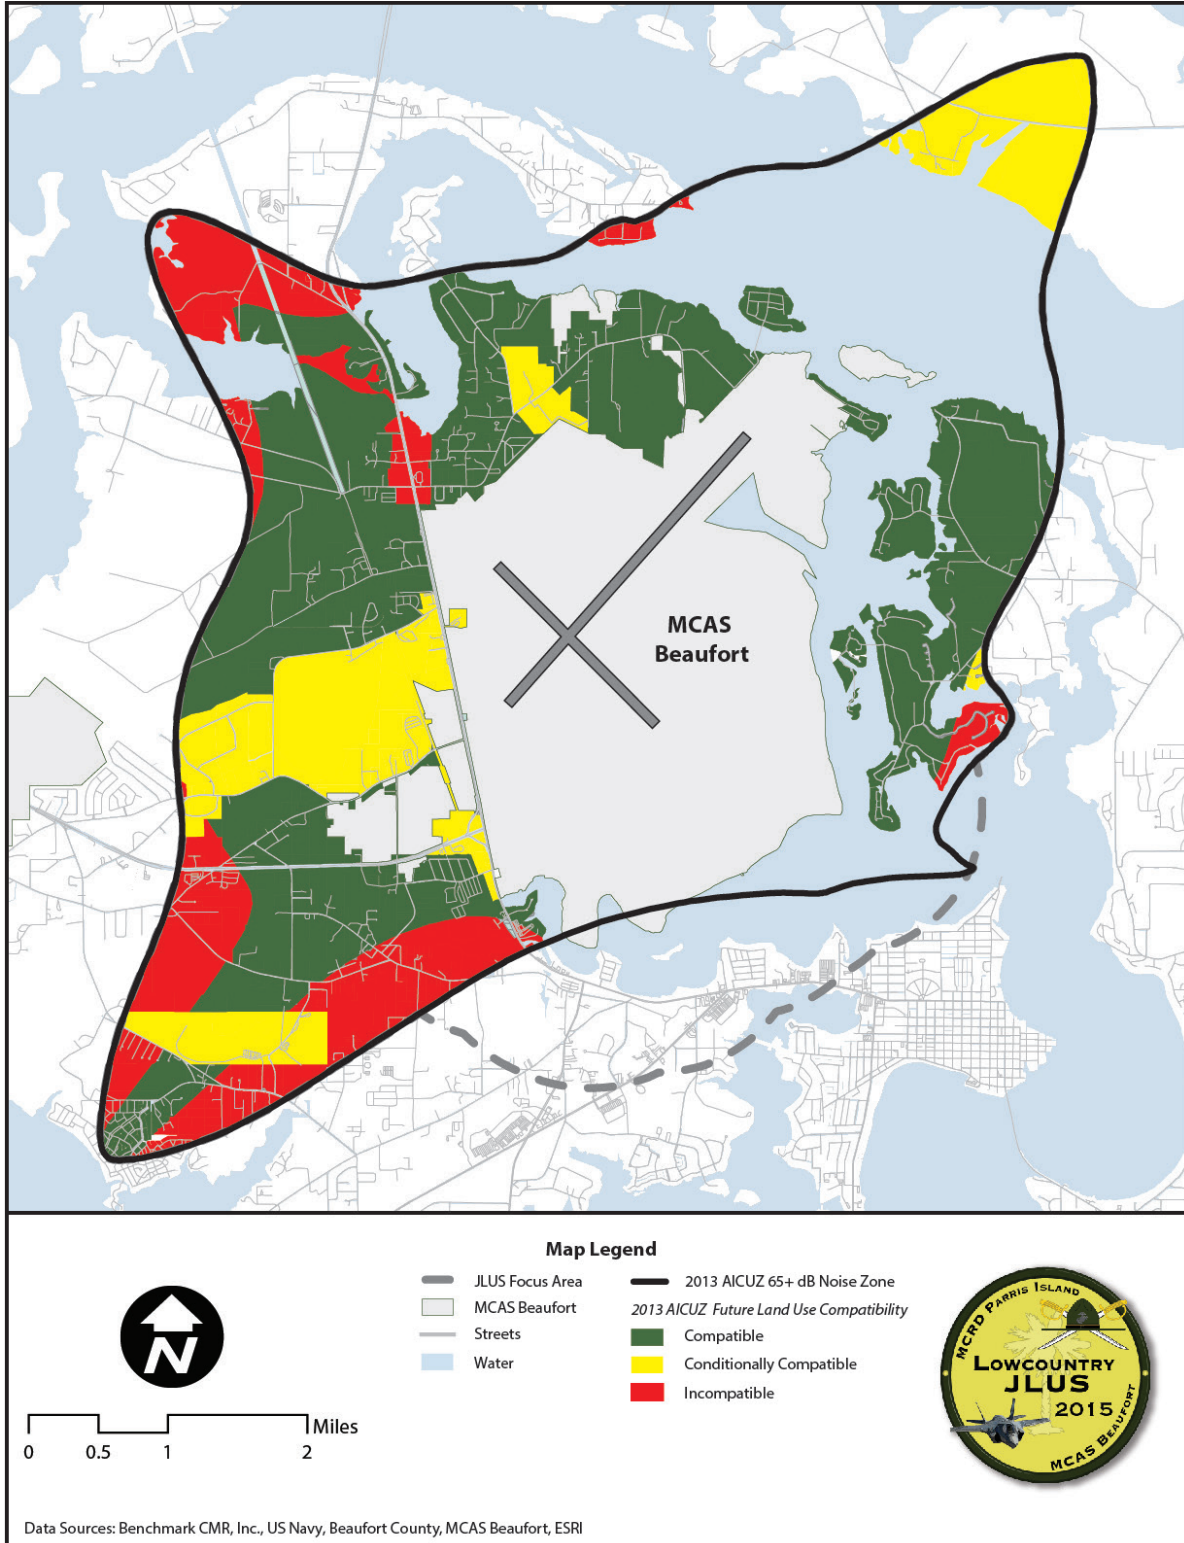 MCAS
Beaufort
Map Legend
JLUS Focus Area
MCAS Beaufort
Streets
Water
2013 AICUZ 65+ dB Noise Zone
2013 AICUZ Future Land Use Compatibility
Compatible
Conditionally Compatible
Incompatible
N
Miles
0 0.5 1 2
MCRD PARRIS ISLAND
LOWCOUNTRY
JLUS
2015
MCAS BEAUFORT
Data Sources: Benchmark CMR, Inc., US Navy, Beaufort County, MCAS Beaufort, ESRI